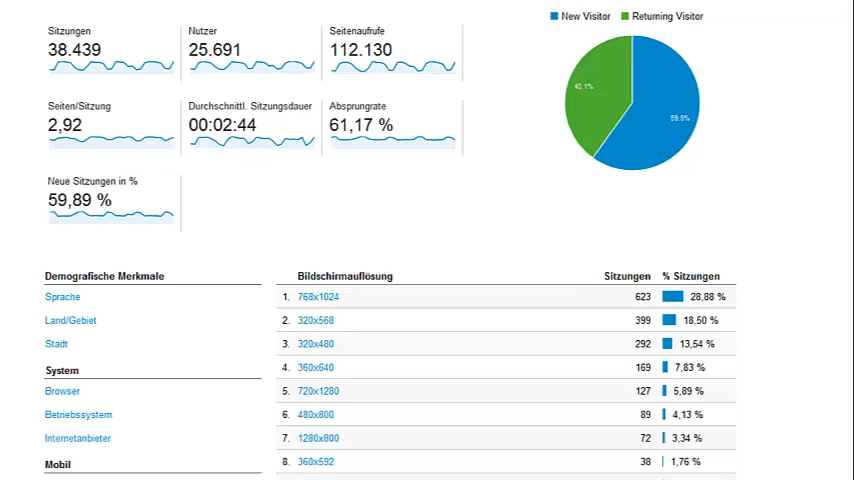 New Visitor Returning Visitor
Sitzungen Nutzer Seitenaufrufe
38.439 25.691 112.130
40.1%
59.9%
Seiten/Sitzung Durchschnittl. Sitzungsdauer Absprungrate
2,92 00:02:44 61,17 %
Neue Sitzungen in %
59,89 %
Demografische Merkmale
Sprache
Land/Gebiet
Stadt
System
Browser
Betriebssystem
Internetanbieter
Mobil
Bildschirmauflösung Sitzungen % Sitzungen
1. 768x1024 623 28,88 %
2. 320x568 399 18,50 %
3. 320x480 292 13,54 %
4. 360x640 169 7,83 %
5. 720x1280 127 5,89 %
6. 480x800 89 4,13 %
7. 1280x800 72 3,34 %
8. 360x592 38 1,76 %